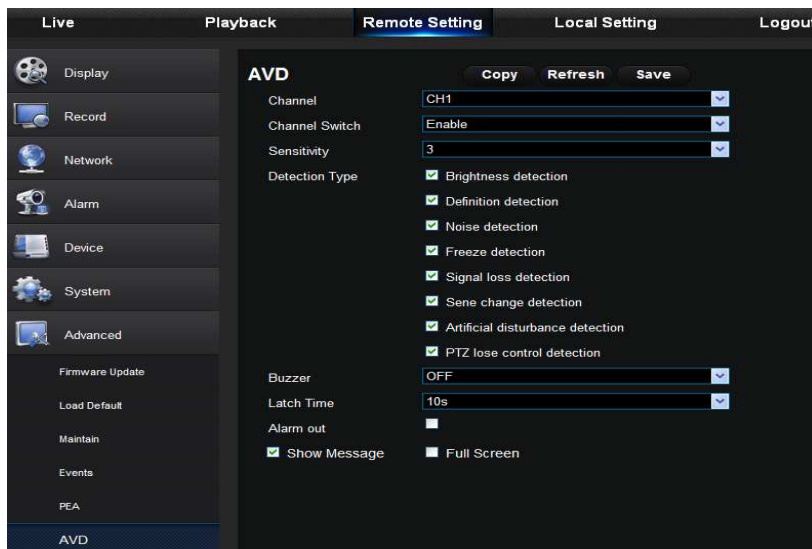 Live Playback Remote Setting Local Setting Logout
Display
Record
Network
Alarm
Device
System
Advanced
Firmware Update
Load Default
Maintain
Events
PEA
AVD
AVD Copy Refresh Save
Channel CH1
Channel Switch Enable
Sensitivity 3
Detection Type Brightness detection
Definition detection
Noise detection
Freeze detection
Signal loss detection
Sene change detection
Artificial disturbance detection
PTZ lose control detection
Buzzer OFF
Latch Time 10s
Alarm out
Show Message Full Screen